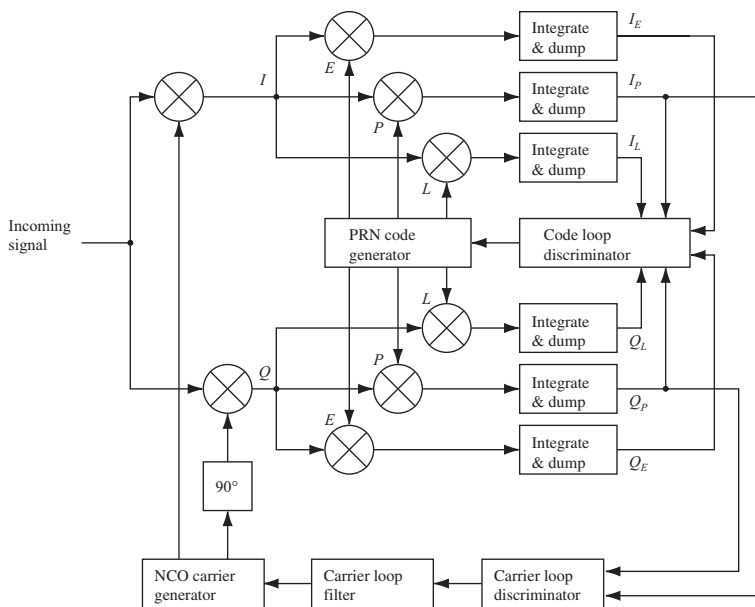 Integrate
& dump
I_E
E
I
Integrate
& dump
I_P
P
Integrate
& dump
I_L
L
Incoming
signal
PRN code
generator
Code loop
discriminator
L
Integrate
& dump
Q_L
Q
P
Integrate
& dump
Q_P
E
Integrate
& dump
Q_E
90°
NCO carrier
generator
Carrier loop
filter
Carrier loop
discriminator